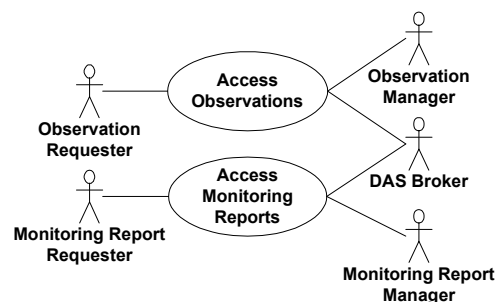 Access
Observations
Observation
Manager
Observation
Requester
Access
Monitoring
Reports
DAS Broker
Monitoring Report
Requester
Monitoring Report
Manager